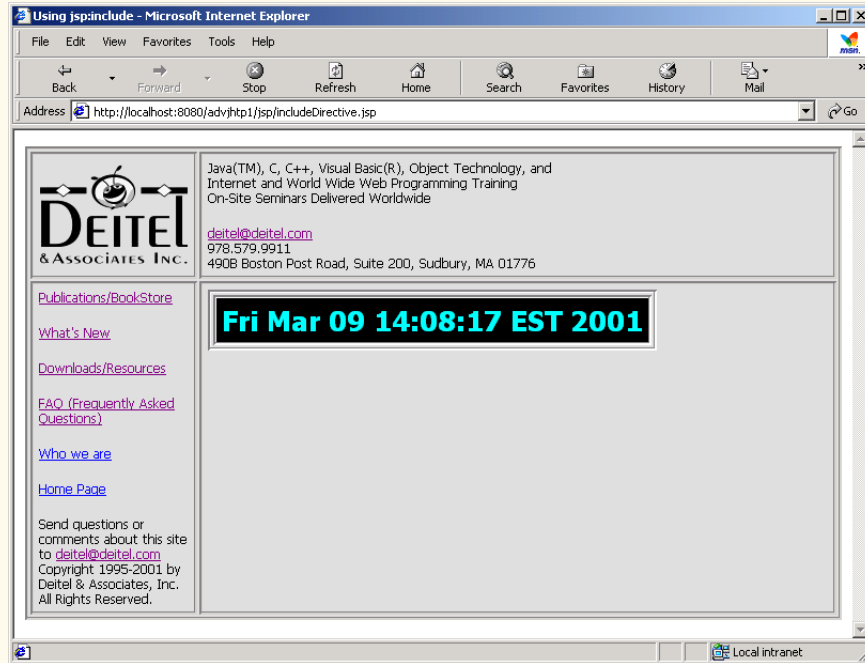 Using jsp:include - Microsoft Internet Explorer
File Edit View Favorites Tools Help
msn.
Back Forward Stop Refresh Home Search Favorites History Mail »
Address http://localhost:8080/advjhtp1/jsp/includeDirective.jsp Go
DEITEL
& ASSOCIATES INC.
Java(TM), C, C++, Visual Basic(R), Object Technology, and
Internet and World Wide Web Programming Training
On-Site Seminars Delivered Worldwide
deitel@deitel.com
978.579.9911
490B Boston Post Road, Suite 200, Sudbury, MA 01776
Publications/BookStore
What's New
Downloads/Resources
FAQ (Frequently Asked
Questions)
Who we are
Home Page
Send questions or
comments about this site
to deitel@deitel.com
Copyright 1995-2001 by
Deitel & Associates, Inc.
All Rights Reserved.
Fri Mar 09 14:08:17 EST 2001
Local intranet